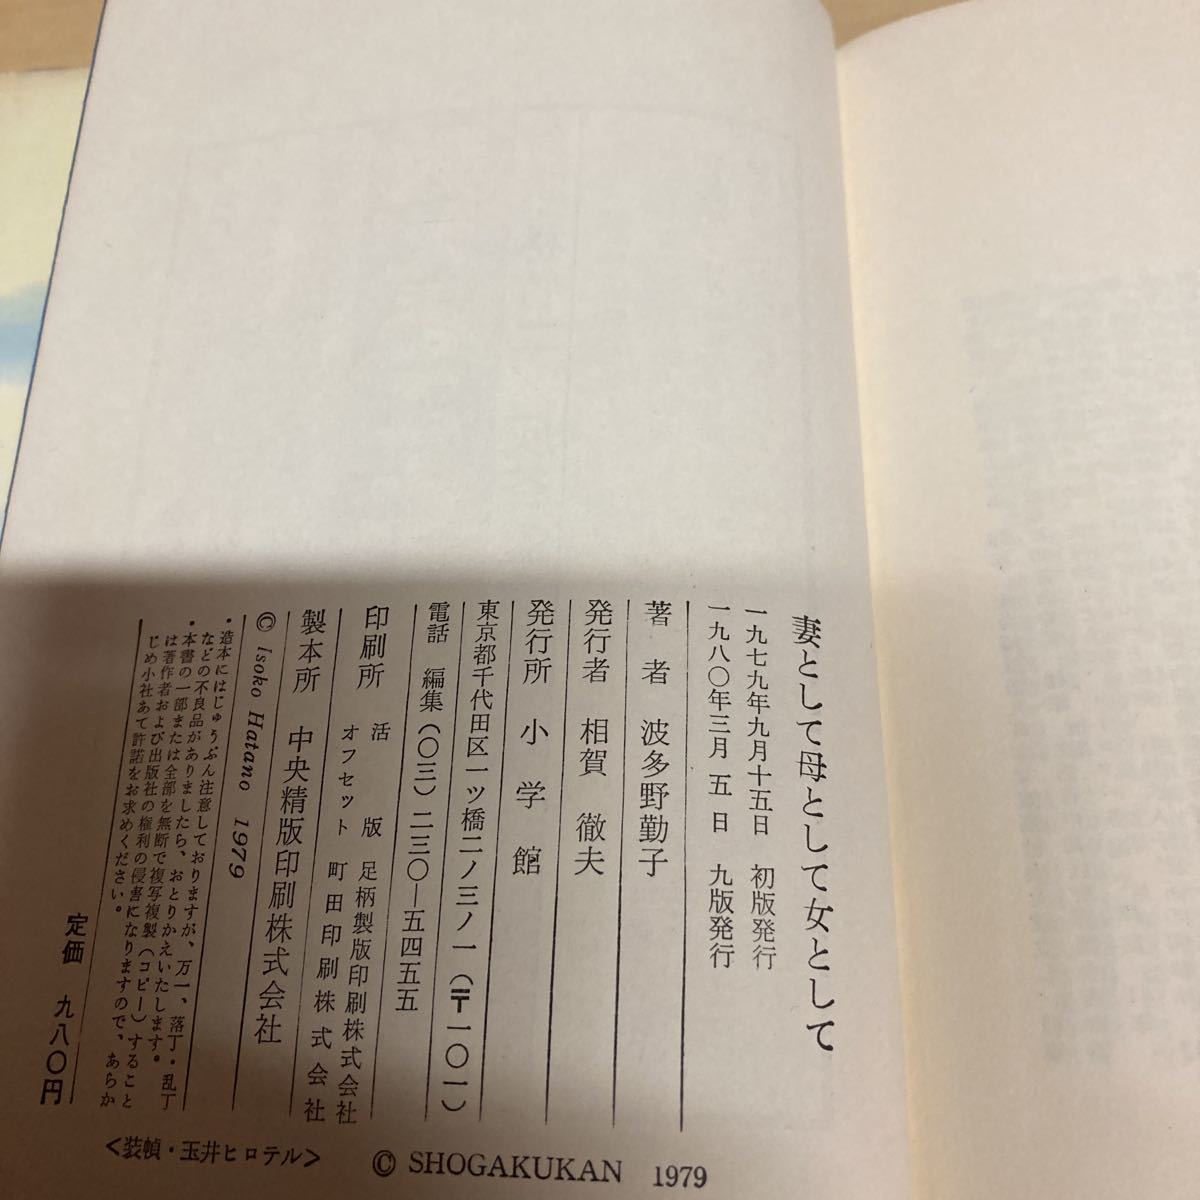 妻として母として女として
一九七九年九月十五日 初版発行
一九八〇年三月 五 日 九版発行
著 者 波多野勤子
発行者 相賀 徹夫
発行所 小 学 館
東京都千代田区一ツ橋二ノ三ノ一(〒一〇一)
電話 編集(〇三)二三〇―五四五五
印刷所 活 版 足柄製版印刷株式会社
オフセット 町田印刷株式会社
製本所 中央精版印刷株式会社
© Isoko Hatano 1979
・造本にはじゅうぶん注意しておりますが、万一、落丁・乱丁
などの不良品がありましたら、おとりかえいたします。
・本書の一部または全部を無断で複写複製(コピー)すること
は著作者および出版社の権利の侵害になりますので、あらか
じめ小社あて許諾をお求めください。
定価 九八〇円
<装幀・玉井ヒロテル>
© SHOGAKUKAN 1979